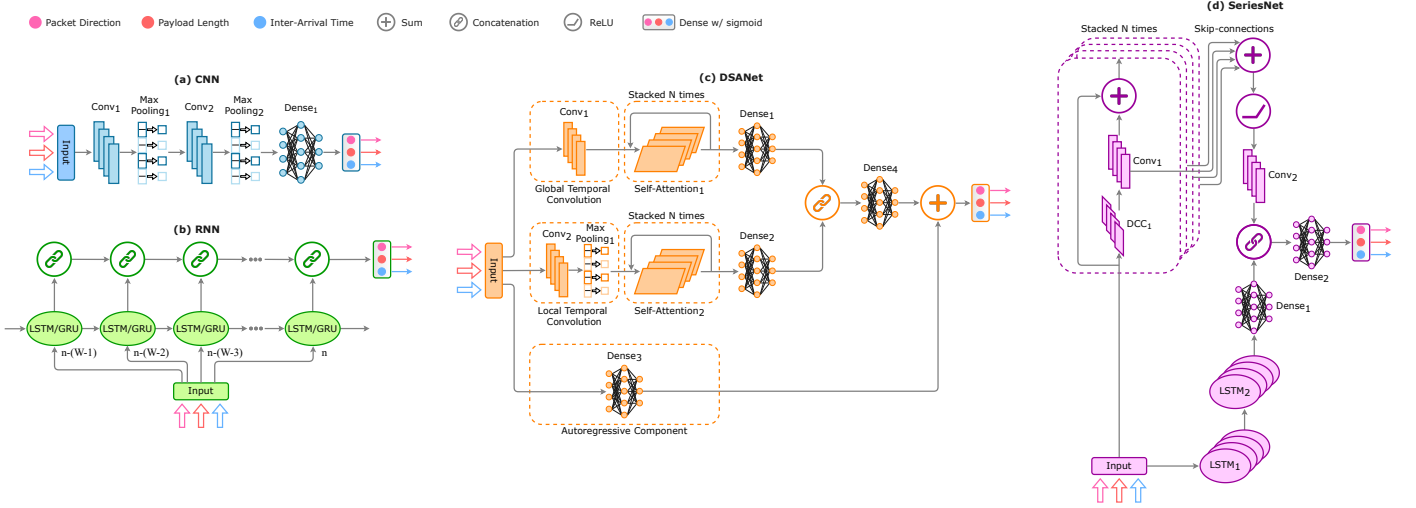 Packet Direction
Payload Length
Inter-Arrival Time
Sum
Concatenation
ReLU
Dense w/ sigmoid
(a) CNN
Input
Conv1
Max
Pooling1
Conv2
Max
Pooling2
Dense1
(b) RNN
LSTM/GRU
LSTM/GRU
LSTM/GRU
LSTM/GRU
n-(W-1)
n-(W-2)
n-(W-3)
n
Input
(c) DSANet
Input
Conv1
Global Temporal
Convolution
Stacked N times
Self-Attention1
Dense1
Conv2
Max
Pooling1
Local Temporal
Convolution
Stacked N times
Self-Attention2
Dense2
Dense3
Autoregressive Component
Dense4
(d) SeriesNet
Stacked N times
Skip-connections
Conv1
DCC1
Conv2
Dense2
Dense1
LSTM2
LSTM1
Input